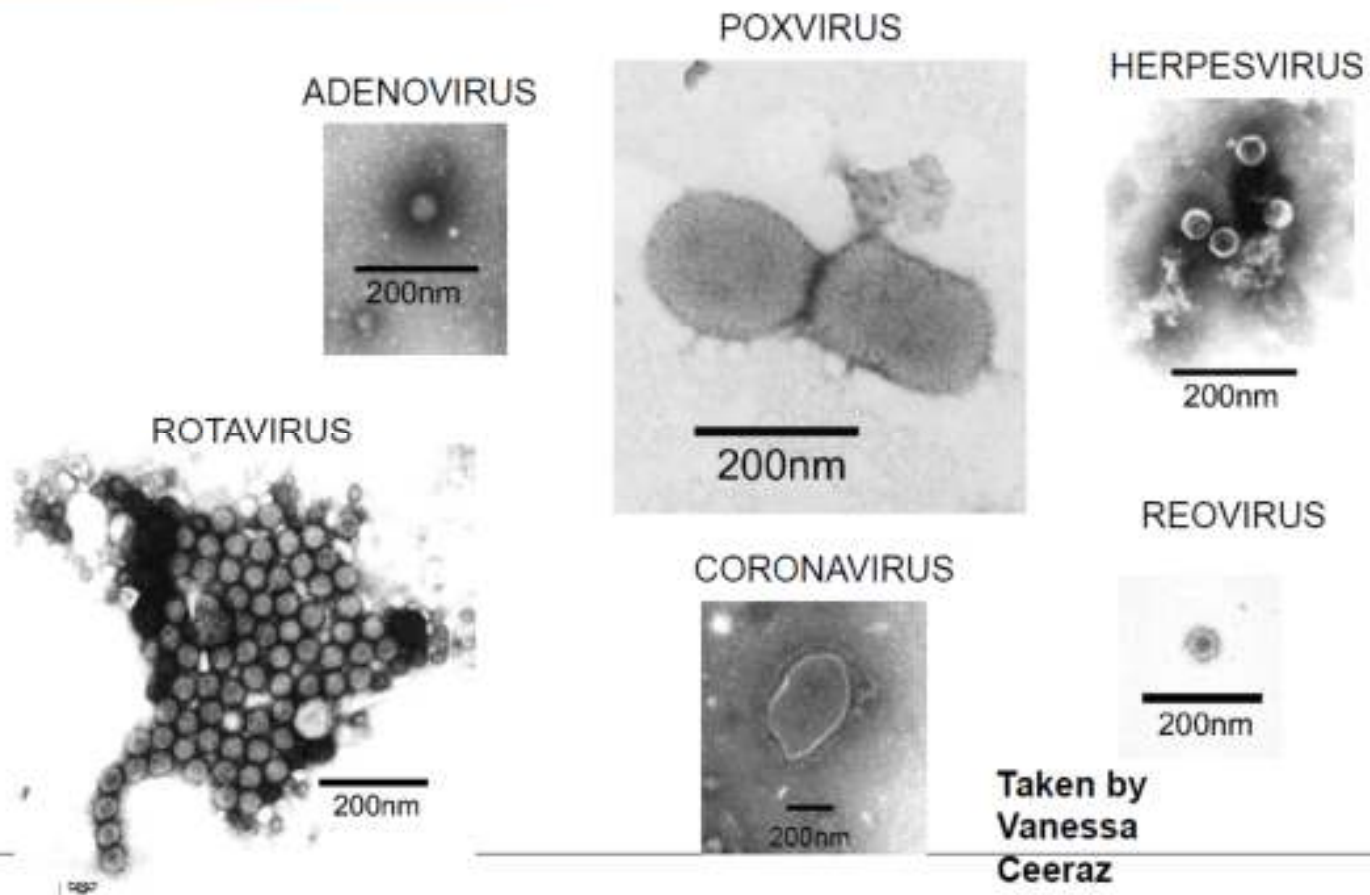 POXVIRUS
HERPESVIRUS
ADENOVIRUS
200nm
200nm
200nm
ROTAVIRUS
200nm
CORONAVIRUS
200nm
REOVIRUS
200nm
Taken by
Vanessa
Ceeraz